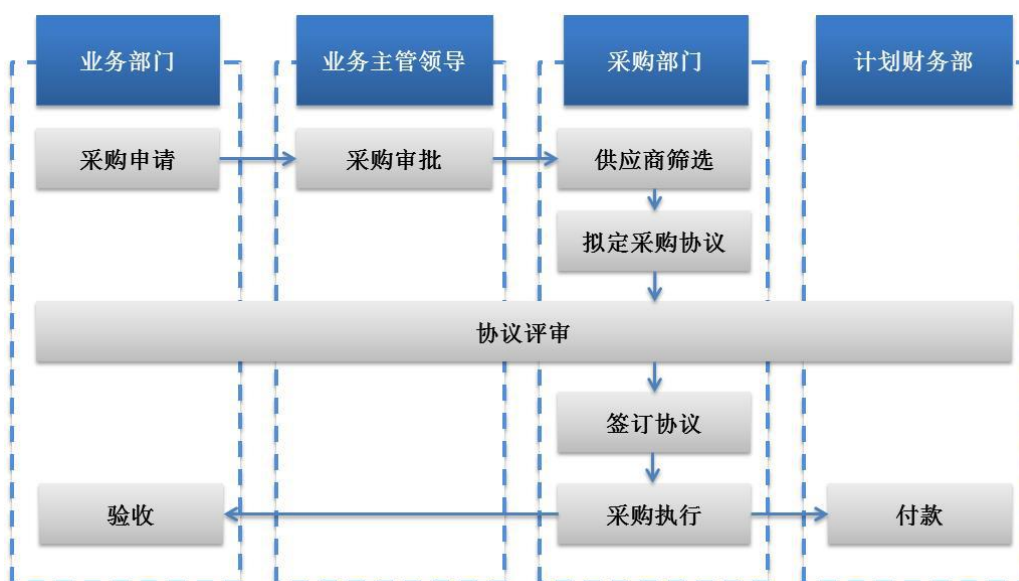 业务部门
业务主管领导
采购部门
计划财务部
采购申请
采购审批
供应商筛选
拟定采购协议
协议评审
签订协议
验收
采购执行
付款